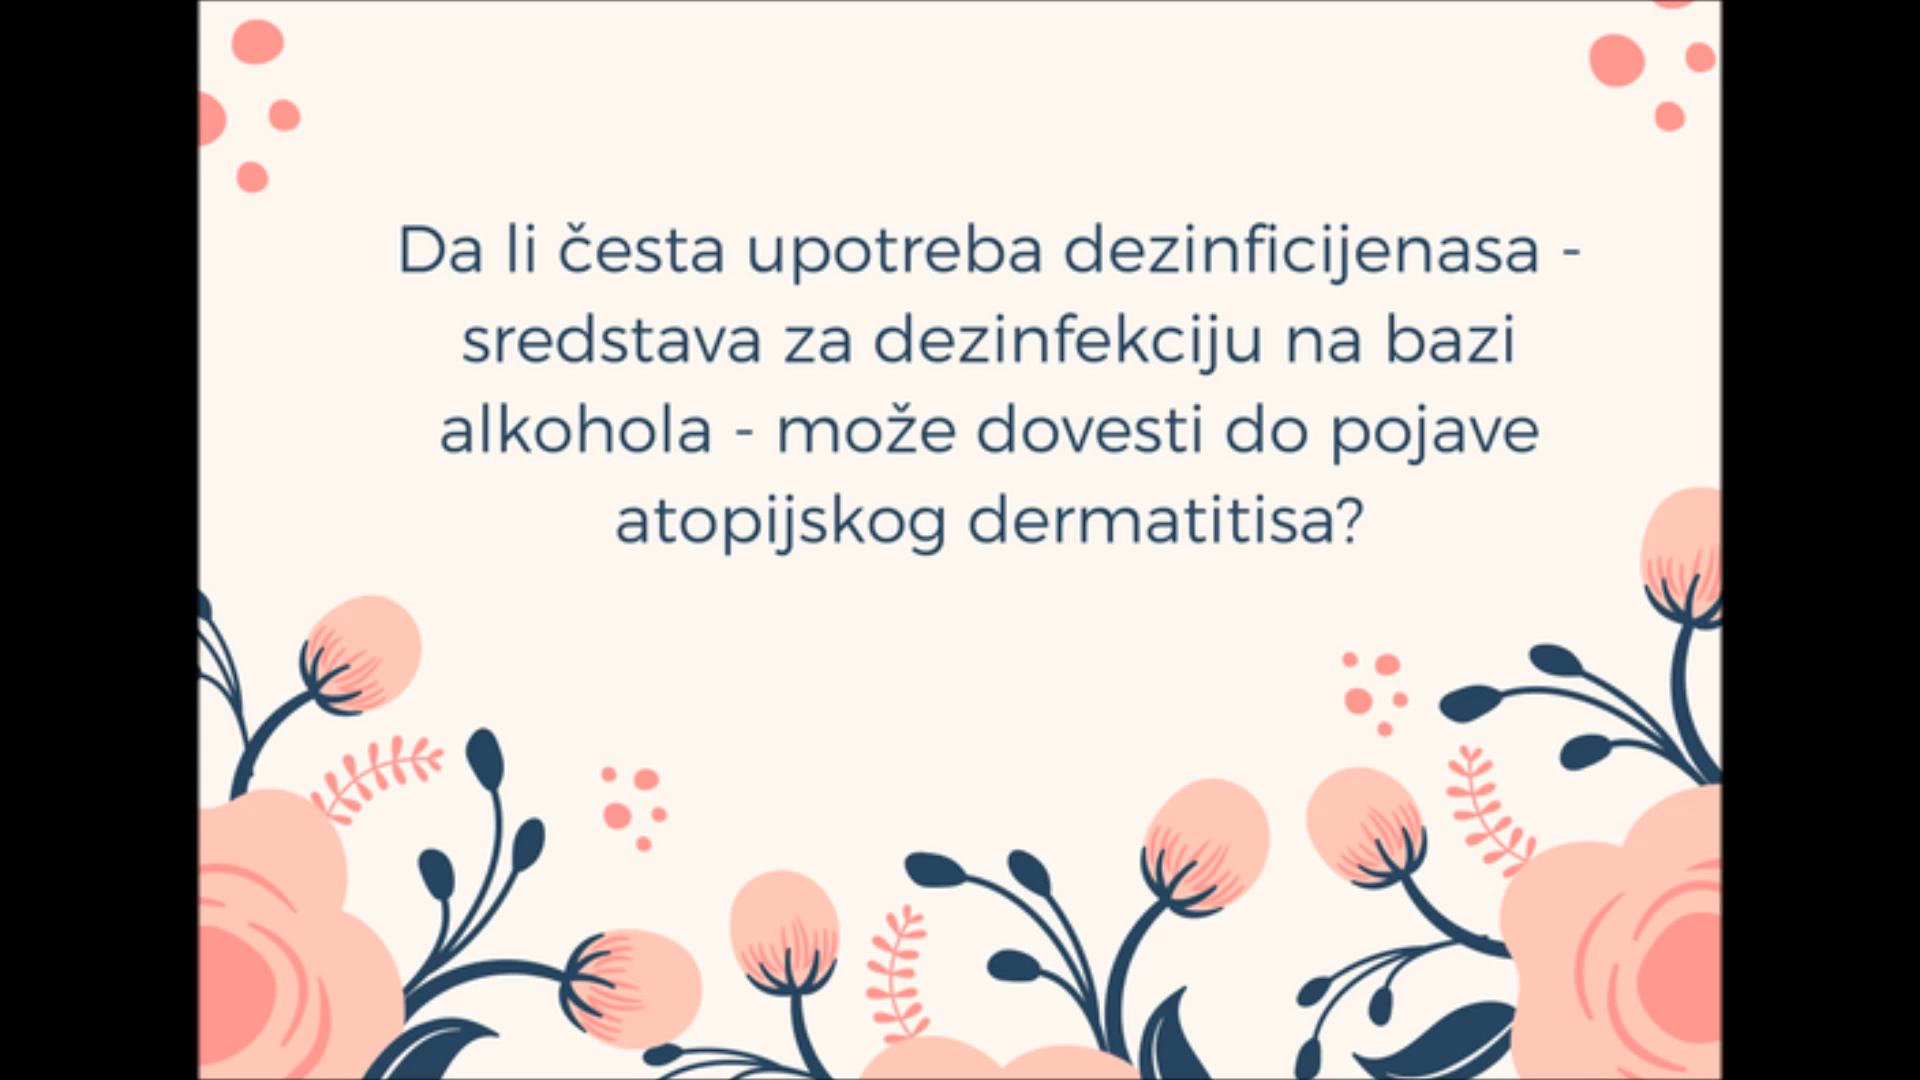 Da li česta upotreba dezinficijenasa -
sredstava za dezinfekciju na bazi
alkohola - može dovesti do pojave
atopijskog dermatitisa?